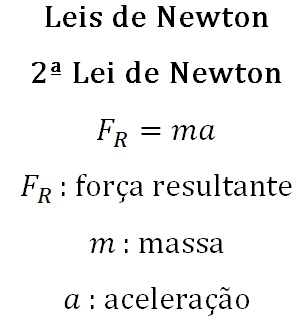 Leis de Newton
2ª Lei de Newton
F_R = ma
F_R : força resultante
m : massa
a : aceleração